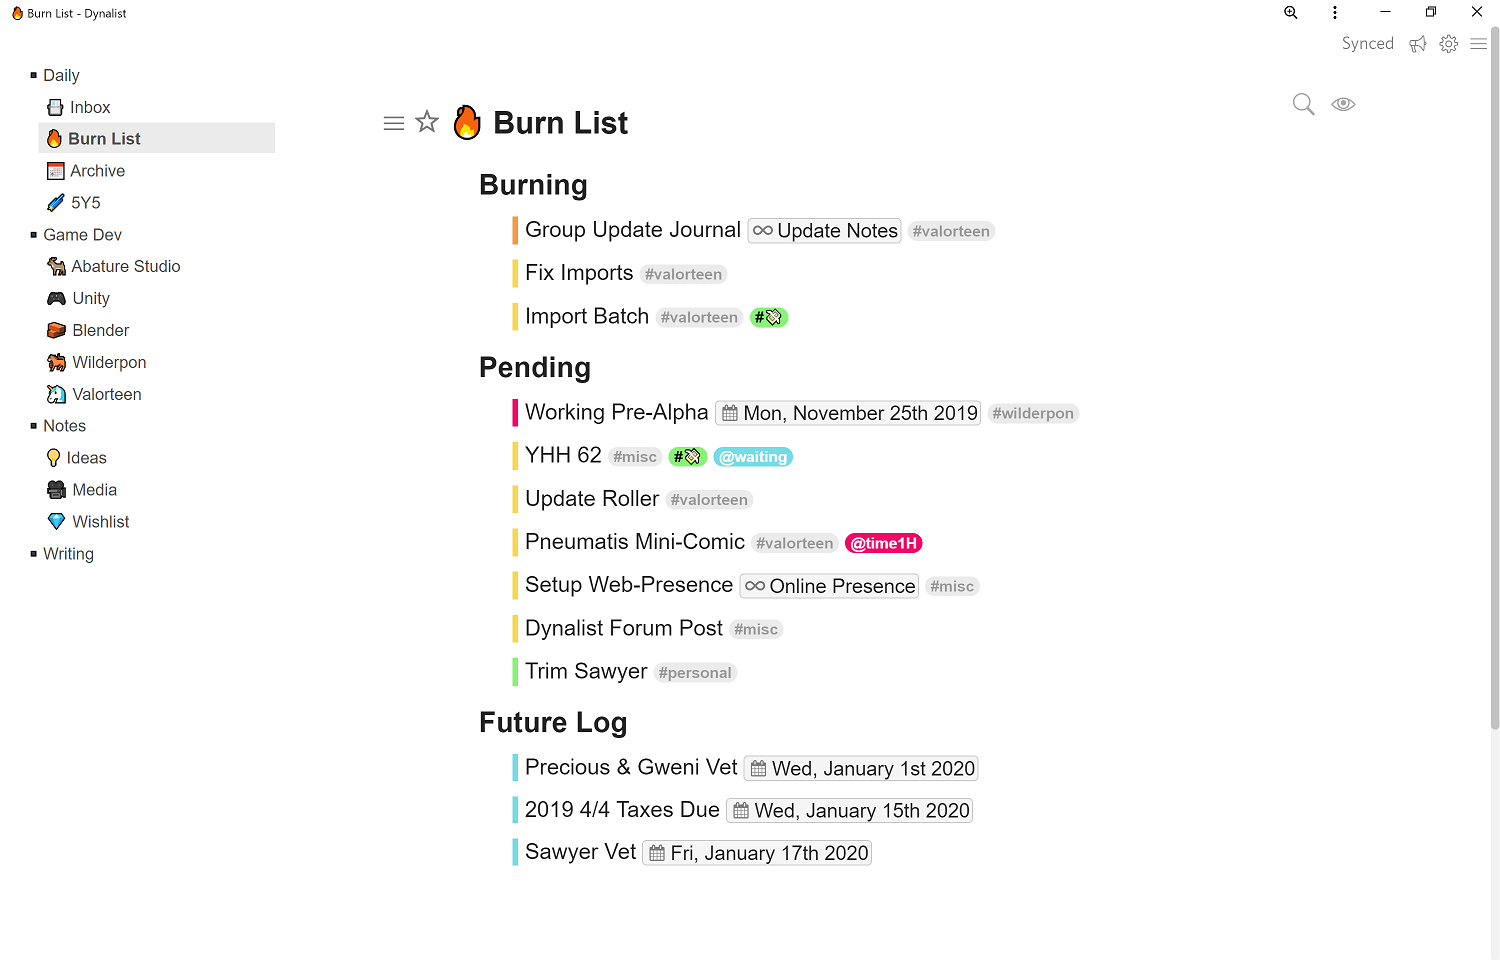 Burn List - Dynalist
Synced
Daily
Inbox
Burn List
Archive
5Y5
Game Dev
Abature Studio
Unity
Blender
Wilderpon
Valorteen
Notes
Ideas
Media
Wishlist
Writing
Burn List
Burning
Group Update Journal Update Notes #valorteen
Fix Imports #valorteen
Import Batch #valorteen #💸
Pending
Working Pre-Alpha Mon, November 25th 2019 #wilderpon
YHH 62 #misc #💸 @waiting
Update Roller #valorteen
Pneumatis Mini-Comic #valorteen @time1H
Setup Web-Presence Online Presence #misc
Dynalist Forum Post #misc
Trim Sawyer #personal
Future Log
Precious & Gweni Vet Wed, January 1st 2020
2019 4/4 Taxes Due Wed, January 15th 2020
Sawyer Vet Fri, January 17th 2020